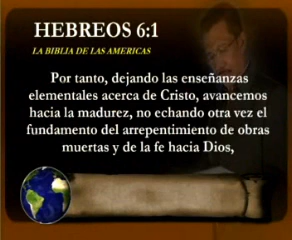 HEBREOS 6:1
LA BIBLIA DE LAS AMERICAS
Por tanto, dejando las enseñanzas
elementales acerca de Cristo, avancemos
hacia la madurez, no echando otra vez el
fundamento del arrepentimiento de obras
muertas y de la fe hacia Dios,